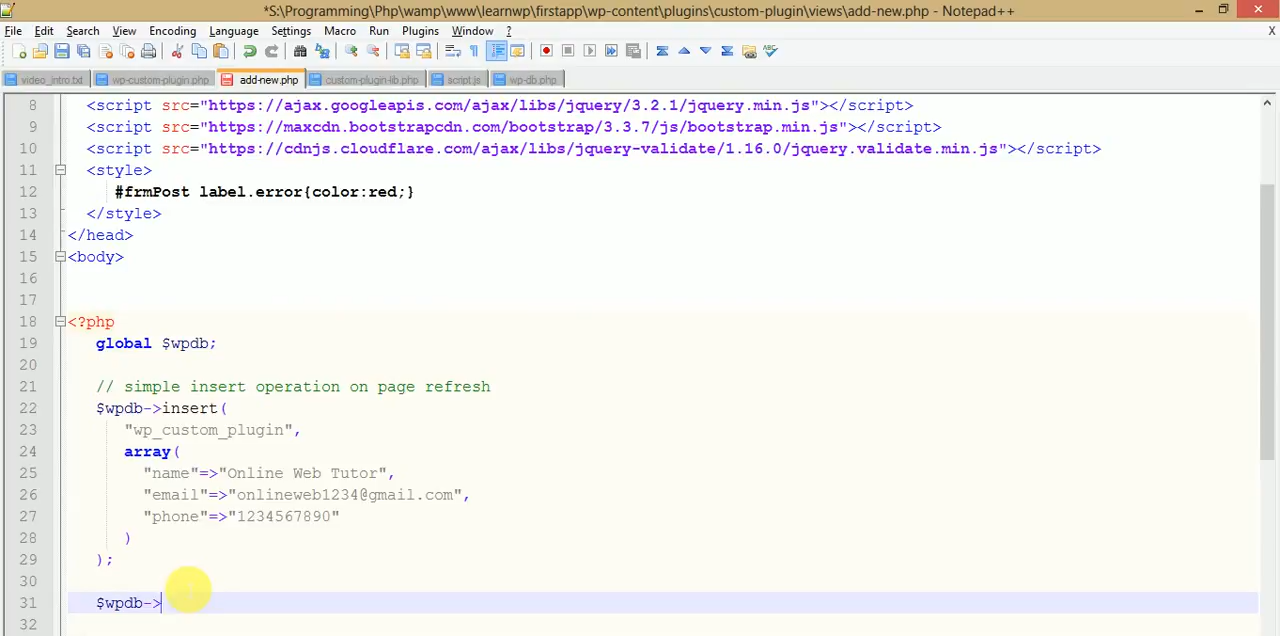 *S:\Programming\Php\wamp\www\learnwp\firstapp\wp-content\plugins\custom-plugin\views\add-new.php - Notepad++
File Edit Search View Encoding Language Settings Macro Run Plugins Window ? X
video_intro.txt wp-custom-plugin.php add-new.php custom-plugin-lib.php script.js wp-db.php
8 <script src="https://ajax.googleapis.com/ajax/libs/jquery/3.2.1/jquery.min.js"></script>
9 <script src="https://maxcdn.bootstrapcdn.com/bootstrap/3.3.7/js/bootstrap.min.js"></script>
10 <script src="https://cdnjs.cloudflare.com/ajax/libs/jquery-validate/1.16.0/jquery.validate.min.js"></script>
11 <style>
12 #frmPost label.error{color:red;}
13 </style>
14 </head>
15 <body>
16
17
18 <?php
19 global $wpdb;
20
21 // simple insert operation on page refresh
22 $wpdb->insert(
23 "wp_custom_plugin",
24 array(
25 "name"=>"Online Web Tutor",
26 "email"=>"onlineweb1234@gmail.com",
27 "phone"=>"1234567890"
28 )
29 );
30
31 $wpdb->
32